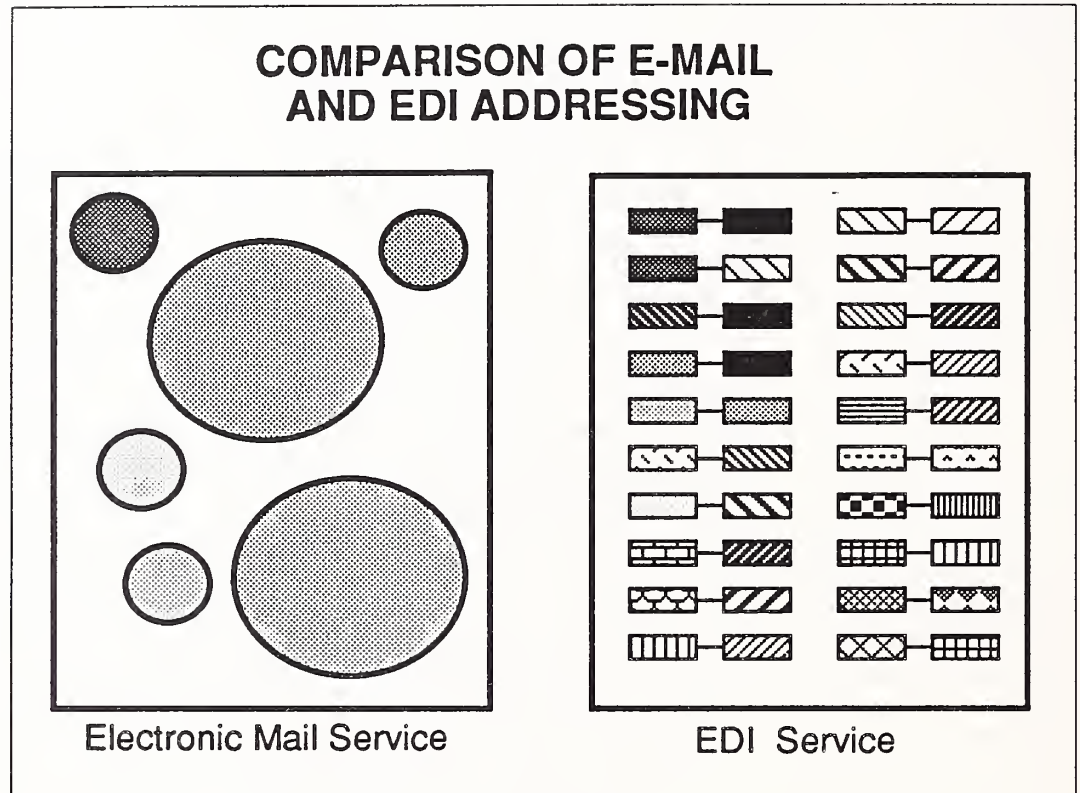 COMPARISON OF E-MAIL
AND EDI ADDRESSING
Electronic Mail Service
EDI Service